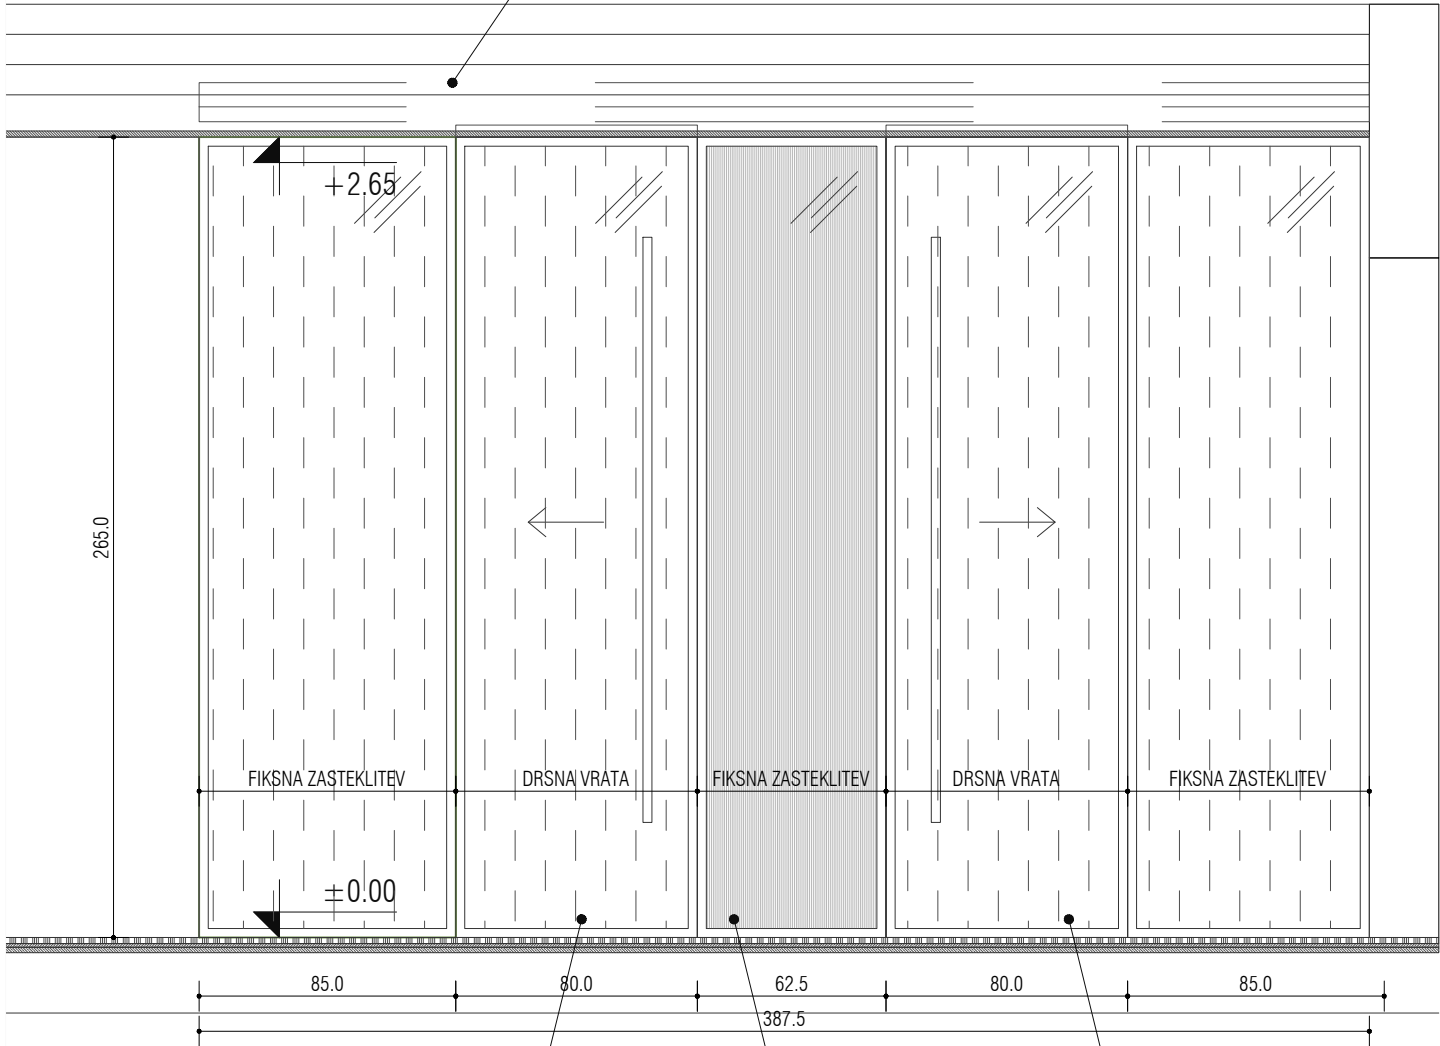 +2.65
265.0
FIKSNA ZASTEKLITEV DRSNA VRATA FIKSNA ZASTEKLITEV DRSNA VRATA FIKSNA ZASTEKLITEV
±0.00
85.0 80.0 62.5 80.0 85.0
387.5